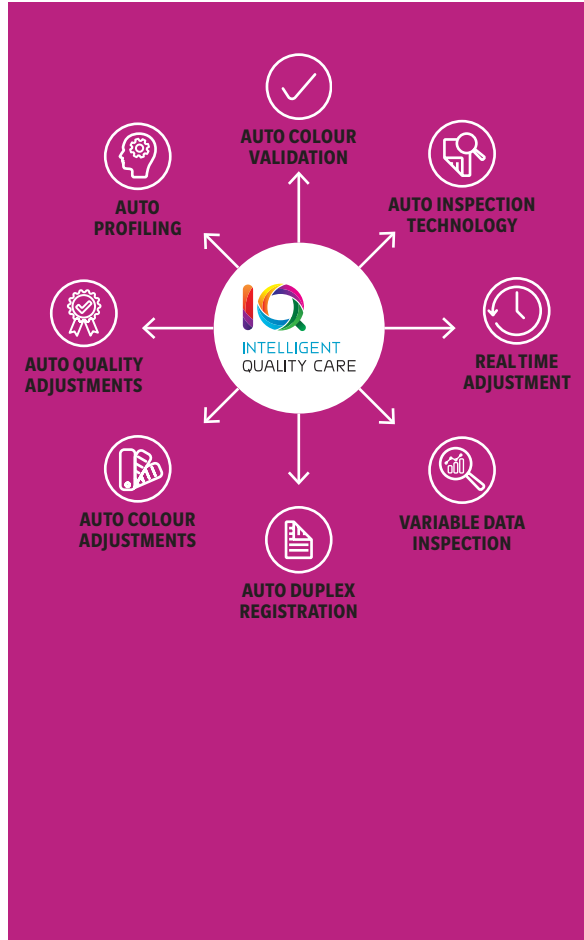 AUTO COLOUR
VALIDATION
AUTO
PROFILING
AUTO INSPECTION
TECHNOLOGY
IQ
INTELLIGENT
QUALITY CARE
AUTO QUALITY
ADJUSTMENTS
REAL TIME
ADJUSTMENT
AUTO COLOUR
ADJUSTMENTS
VARIABLE DATA
INSPECTION
AUTO DUPLEX
REGISTRATION